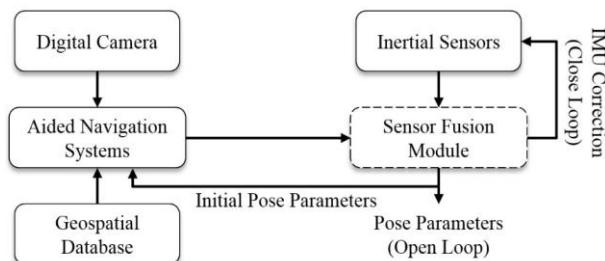 Digital Camera
Inertial Sensors
IMU Correction
(Close Loop)
Aided Navigation
Systems
Sensor Fusion
Module
Initial Pose Parameters
Geospatial
Database
Pose Parameters
(Open Loop)